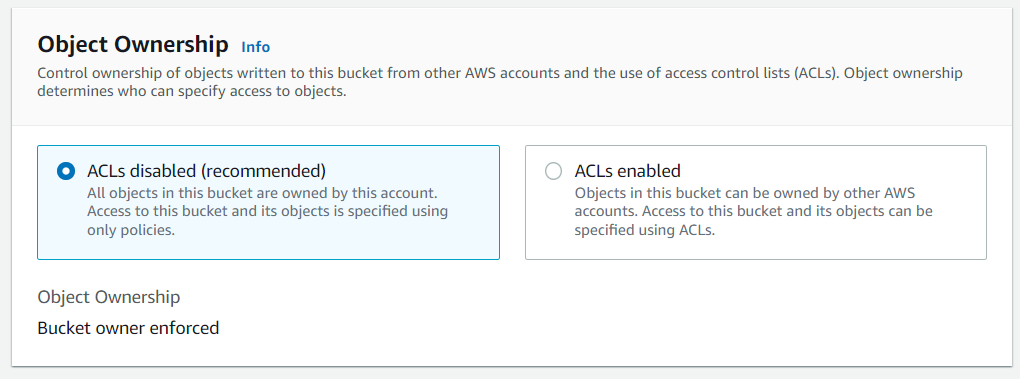 Object Ownership Info
Control ownership of objects written to this bucket from other AWS accounts and the use of access control lists (ACLs). Object ownership
determines who can specify access to objects.
ACLs disabled (recommended)
All objects in this bucket are owned by this account.
Access to this bucket and its objects is specified using
only policies.
ACLs enabled
Objects in this bucket can be owned by other AWS
accounts. Access to this bucket and its objects can be
specified using ACLs.
Object Ownership
Bucket owner enforced